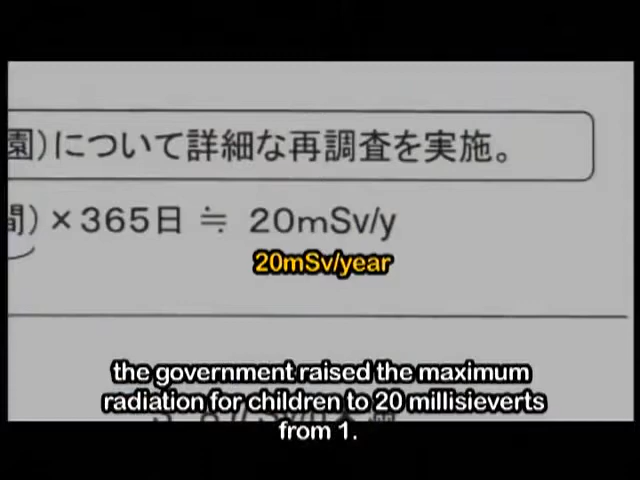 園)について詳細な再調査を実施。
間)×365日 ≒ 20mSv/y
20mSv/year
the government raised the maximum
radiation for children to 20 millisieverts
from 1.